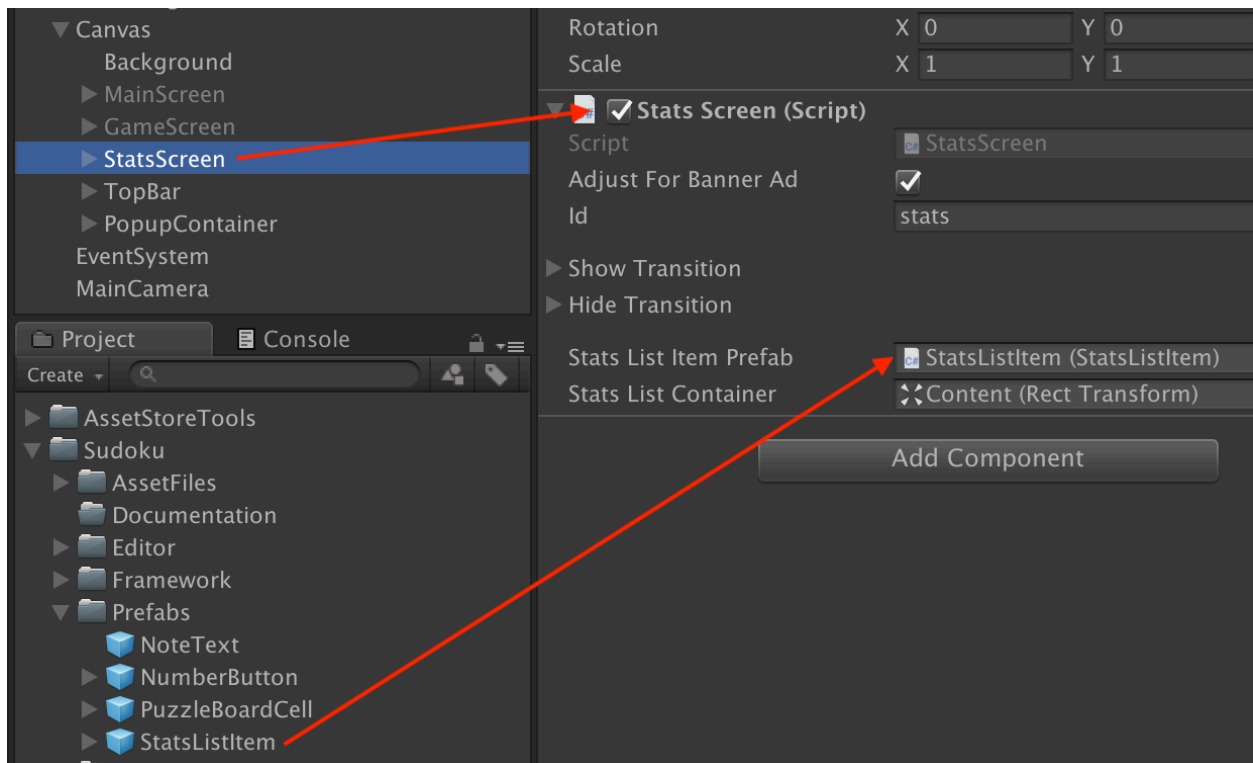 Canvas
Background
MainScreen
GameScreen
StatsScreen
TopBar
PopupContainer
EventSystem
MainCamera
Project
Console
Create
AssetStoreTools
Sudoku
AssetFiles
Documentation
Editor
Framework
Prefabs
NoteText
NumberButton
PuzzleBoardCell
StatsListItem
Rotation X 0 Y 0
Scale X 1 Y 1
Stats Screen (Script)
Script StatsScreen
Adjust For Banner Ad
Id stats
Show Transition
Hide Transition
Stats List Item Prefab StatsListItem (StatsListItem)
Stats List Container Content (Rect Transform)
Add Component